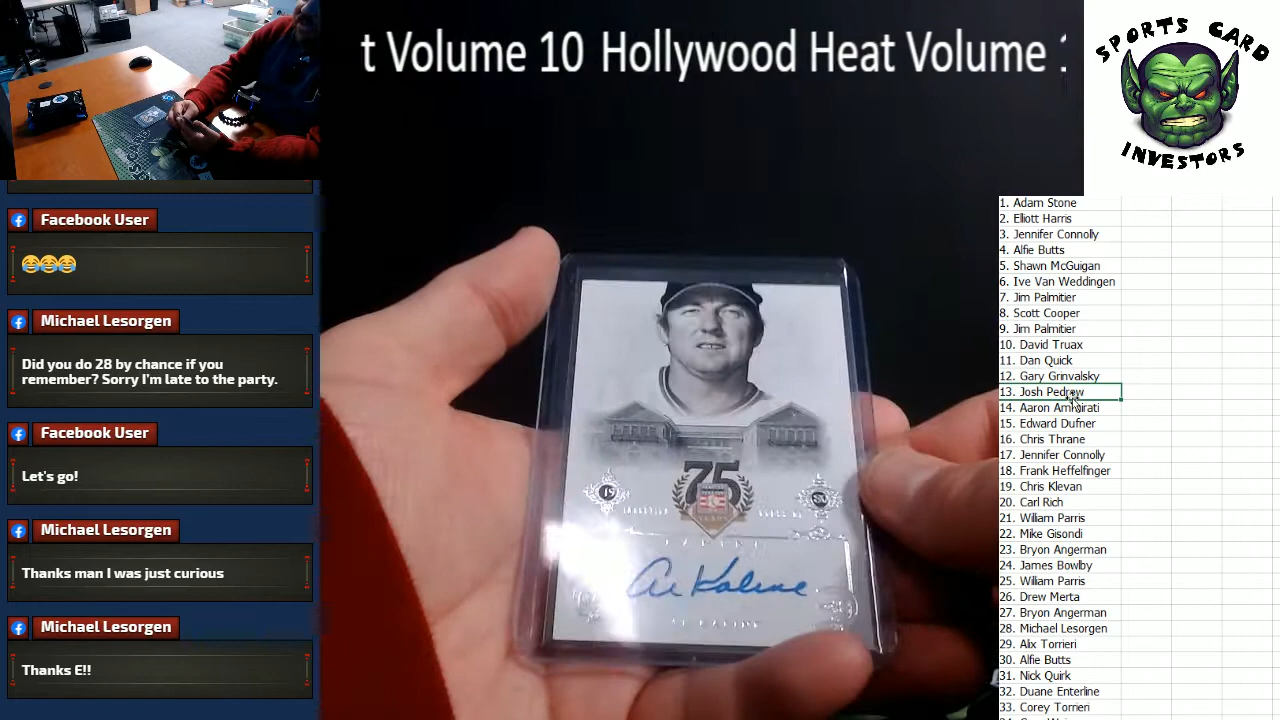 t Volume 10 Hollywood Heat Volume
SPORTS CARD
INVESTORS
Facebook User
😂😂😂
Michael Lesorgen
Did you do 28 by chance if you
remember? Sorry I'm late to the party.
Facebook User
Let's go!
Michael Lesorgen
Thanks man I was just curious
Michael Lesorgen
Thanks E!!
75
19
80
Al Kaline
AL KALINE
1. Adam Stone
2. Elliott Harris
3. Jennifer Connolly
4. Alfie Butts
5. Shawn McGuigan
6. Ive Van Weddingen
7. Jim Palmitier
8. Scott Cooper
9. Jim Palmitier
10. David Truax
11. Dan Quick
12. Gary Grinvalsky
13. Josh Pedrew
14. Aaron Ammirati
15. Edward Dufner
16. Chris Thrane
17. Jennifer Connolly
18. Frank Heffelfinger
19. Chris Klevan
20. Carl Rich
21. William Parris
22. Mike Gisondi
23. Bryon Angerman
24. James Bowlby
25. Wiliam Parris
26. Drew Merta
27. Bryon Angerman
28. Michael Lesorgen
29. Alix Torrieri
30. Alfie Butts
31. Nick Quirk
32. Duane Enterline
33. Corey Torrieri